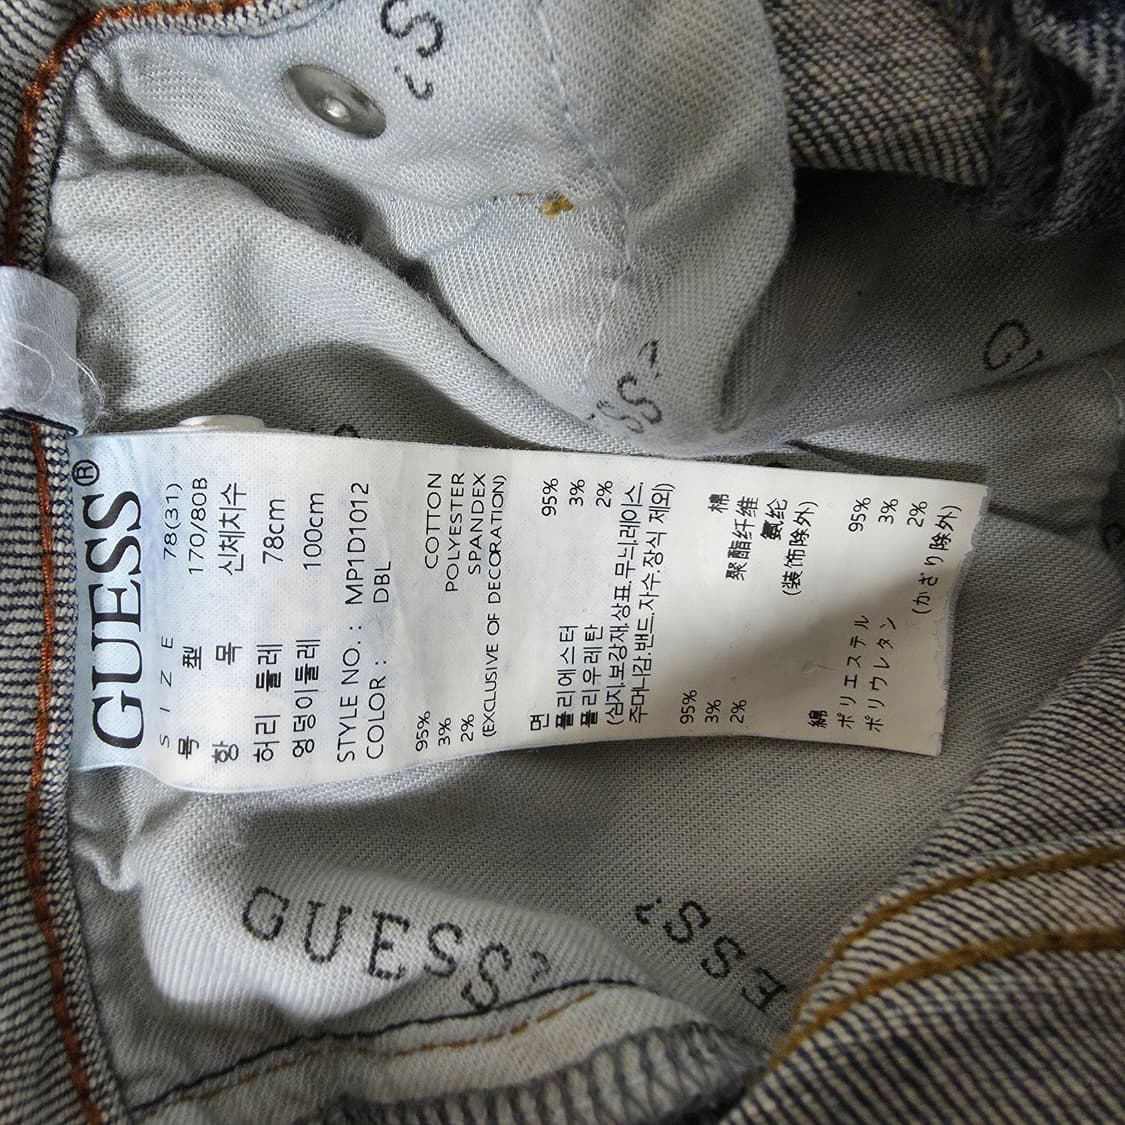 GUESS®
SIZE 78(31)
号 型 170/80B
항 목 신체치수
허리 둘레 78cm
엉덩이둘레 100cm
STYLE NO. : MP1D1012
COLOR : DBL
95% COTTON
3% POLYESTER
2% SPANDEX
(EXCLUSIVE OF DECORATION)
면 95%
폴리에스터 3%
폴리우레탄 2%
(심지.보강재.상표.무늬.레이스.
주머니감.밴드.자수.장식 제외)
95% 棉
3% 聚酯纤维
2% 氨纶
(装饰除外)
綿 95%
ポリエステル 3%
ポリウレタン 2%
(かざり除外)
GUESS?
ESS?